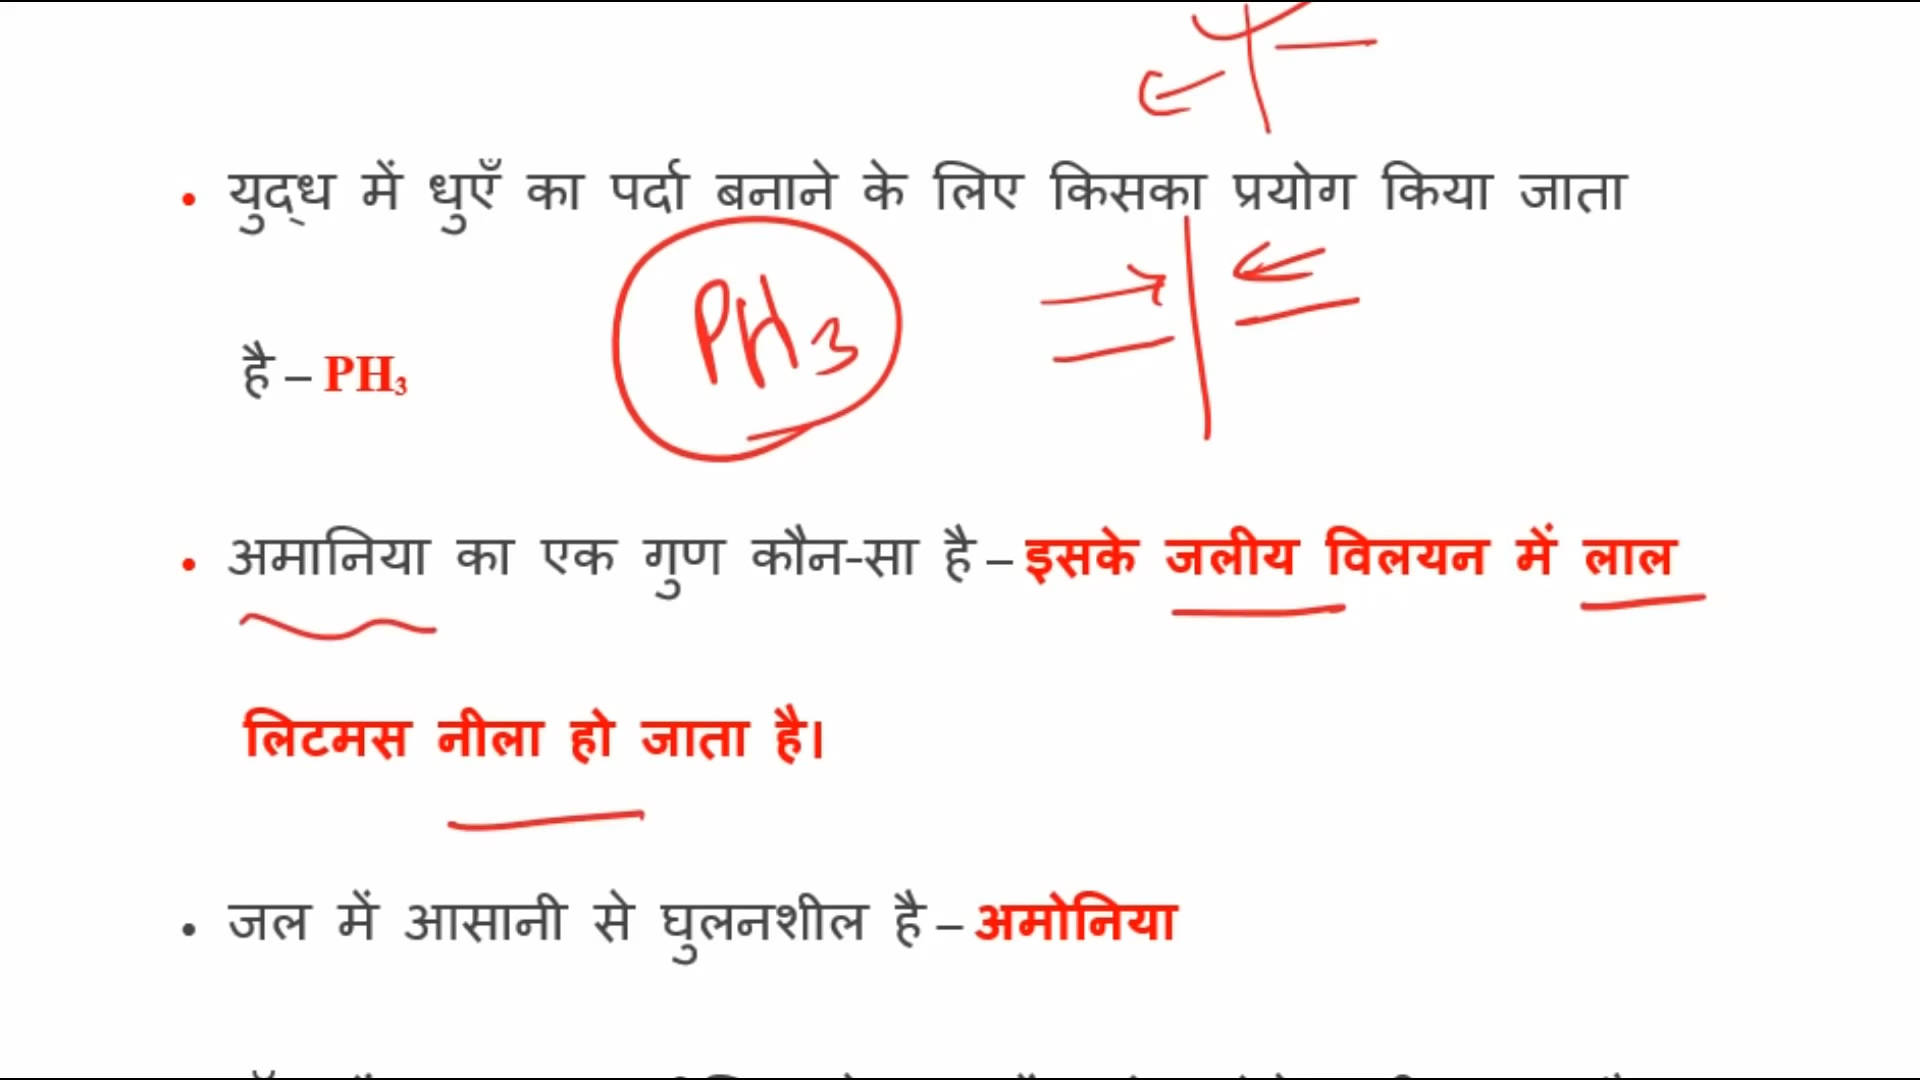 • युद्ध में धुएँ का पर्दा बनाने के लिए किसका प्रयोग किया जाता
है – PH₃
PH3
• अमानिया का एक गुण कौन-सा है – इसके जलीय विलयन में लाल
लिटमस नीला हो जाता है।
• जल में आसानी से घुलनशील है – अमोनिया